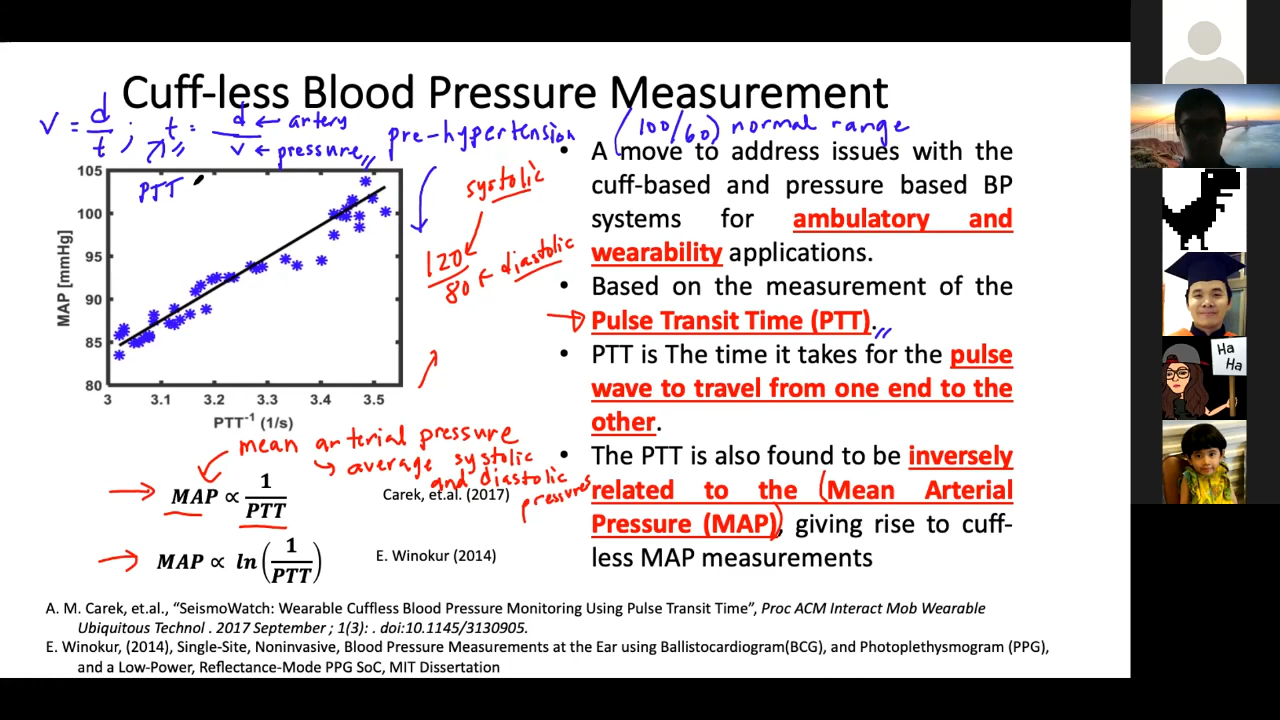 Cuff-less Blood Pressure Measurement
V = d/t ; t = d ← artery
v ← pressure
pre-hypertension
(100/60) normal range
PTT
systolic
120
80 ← diastolic
105
100
95
90
85
80
MAP [mmHg]
3 3.1 3.2 3.3 3.4 3.5
PTT⁻¹ (1/s)
mean arterial pressure
↳ average systolic
and diastolic
pressures
MAP ∝ 1/PTT
Carek, et.al. (2017)
MAP ∝ ln(1/PTT)
E. Winokur (2014)
• A move to address issues with the
cuff-based and pressure based BP
systems for ambulatory and
wearability applications.
• Based on the measurement of the
Pulse Transit Time (PTT).
• PTT is The time it takes for the pulse
wave to travel from one end to the
other.
• The PTT is also found to be inversely
related to the (Mean Arterial
Pressure (MAP)), giving rise to cuff-
less MAP measurements
A. M. Carek, et.al., “SeismoWatch: Wearable Cuffless Blood Pressure Monitoring Using Pulse Transit Time”, Proc ACM Interact Mob Wearable
Ubiquitous Technol . 2017 September ; 1(3): . doi:10.1145/3130905.
E. Winokur, (2014), Single-Site, Noninvasive, Blood Pressure Measurements at the Ear using Ballistocardiogram(BCG), and Photoplethysmogram (PPG),
and a Low-Power, Reflectance-Mode PPG SoC, MIT Dissertation
Ha
Ha